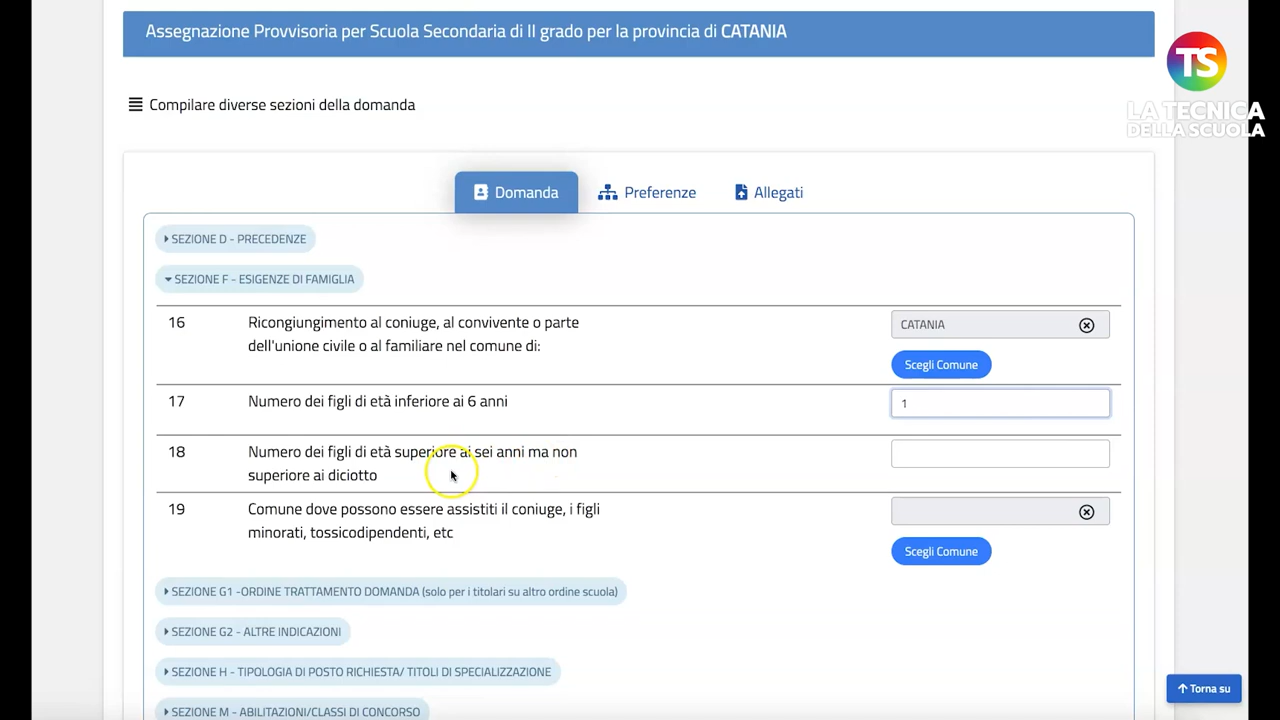 Assegnazione Provvisoria per Scuola Secondaria di II grado per la provincia di CATANIA
TS
LA TECNICA
DELLA SCUOLA
Compilare diverse sezioni della domanda
Domanda
Preferenze
Allegati
SEZIONE D - PRECEDENZE
SEZIONE F - ESIGENZE DI FAMIGLIA
16
Ricongiungimento al coniuge, al convivente o parte
dell'unione civile o al familiare nel comune di:
CATANIA
Scegli Comune
17
Numero dei figli di età inferiore ai 6 anni
1
18
Numero dei figli di età superiore ai sei anni ma non
superiore ai diciotto
19
Comune dove possono essere assistiti il coniuge, i figli
minorati, tossicodipendenti, etc
Scegli Comune
SEZIONE G1 -ORDINE TRATTAMENTO DOMANDA (solo per i titolari su altro ordine scuola)
SEZIONE G2 - ALTRE INDICAZIONI
SEZIONE H - TIPOLOGIA DI POSTO RICHIESTA/ TITOLI DI SPECIALIZZAZIONE
SEZIONE M - ABILITAZIONI/CLASSI DI CONCORSO
Torna su